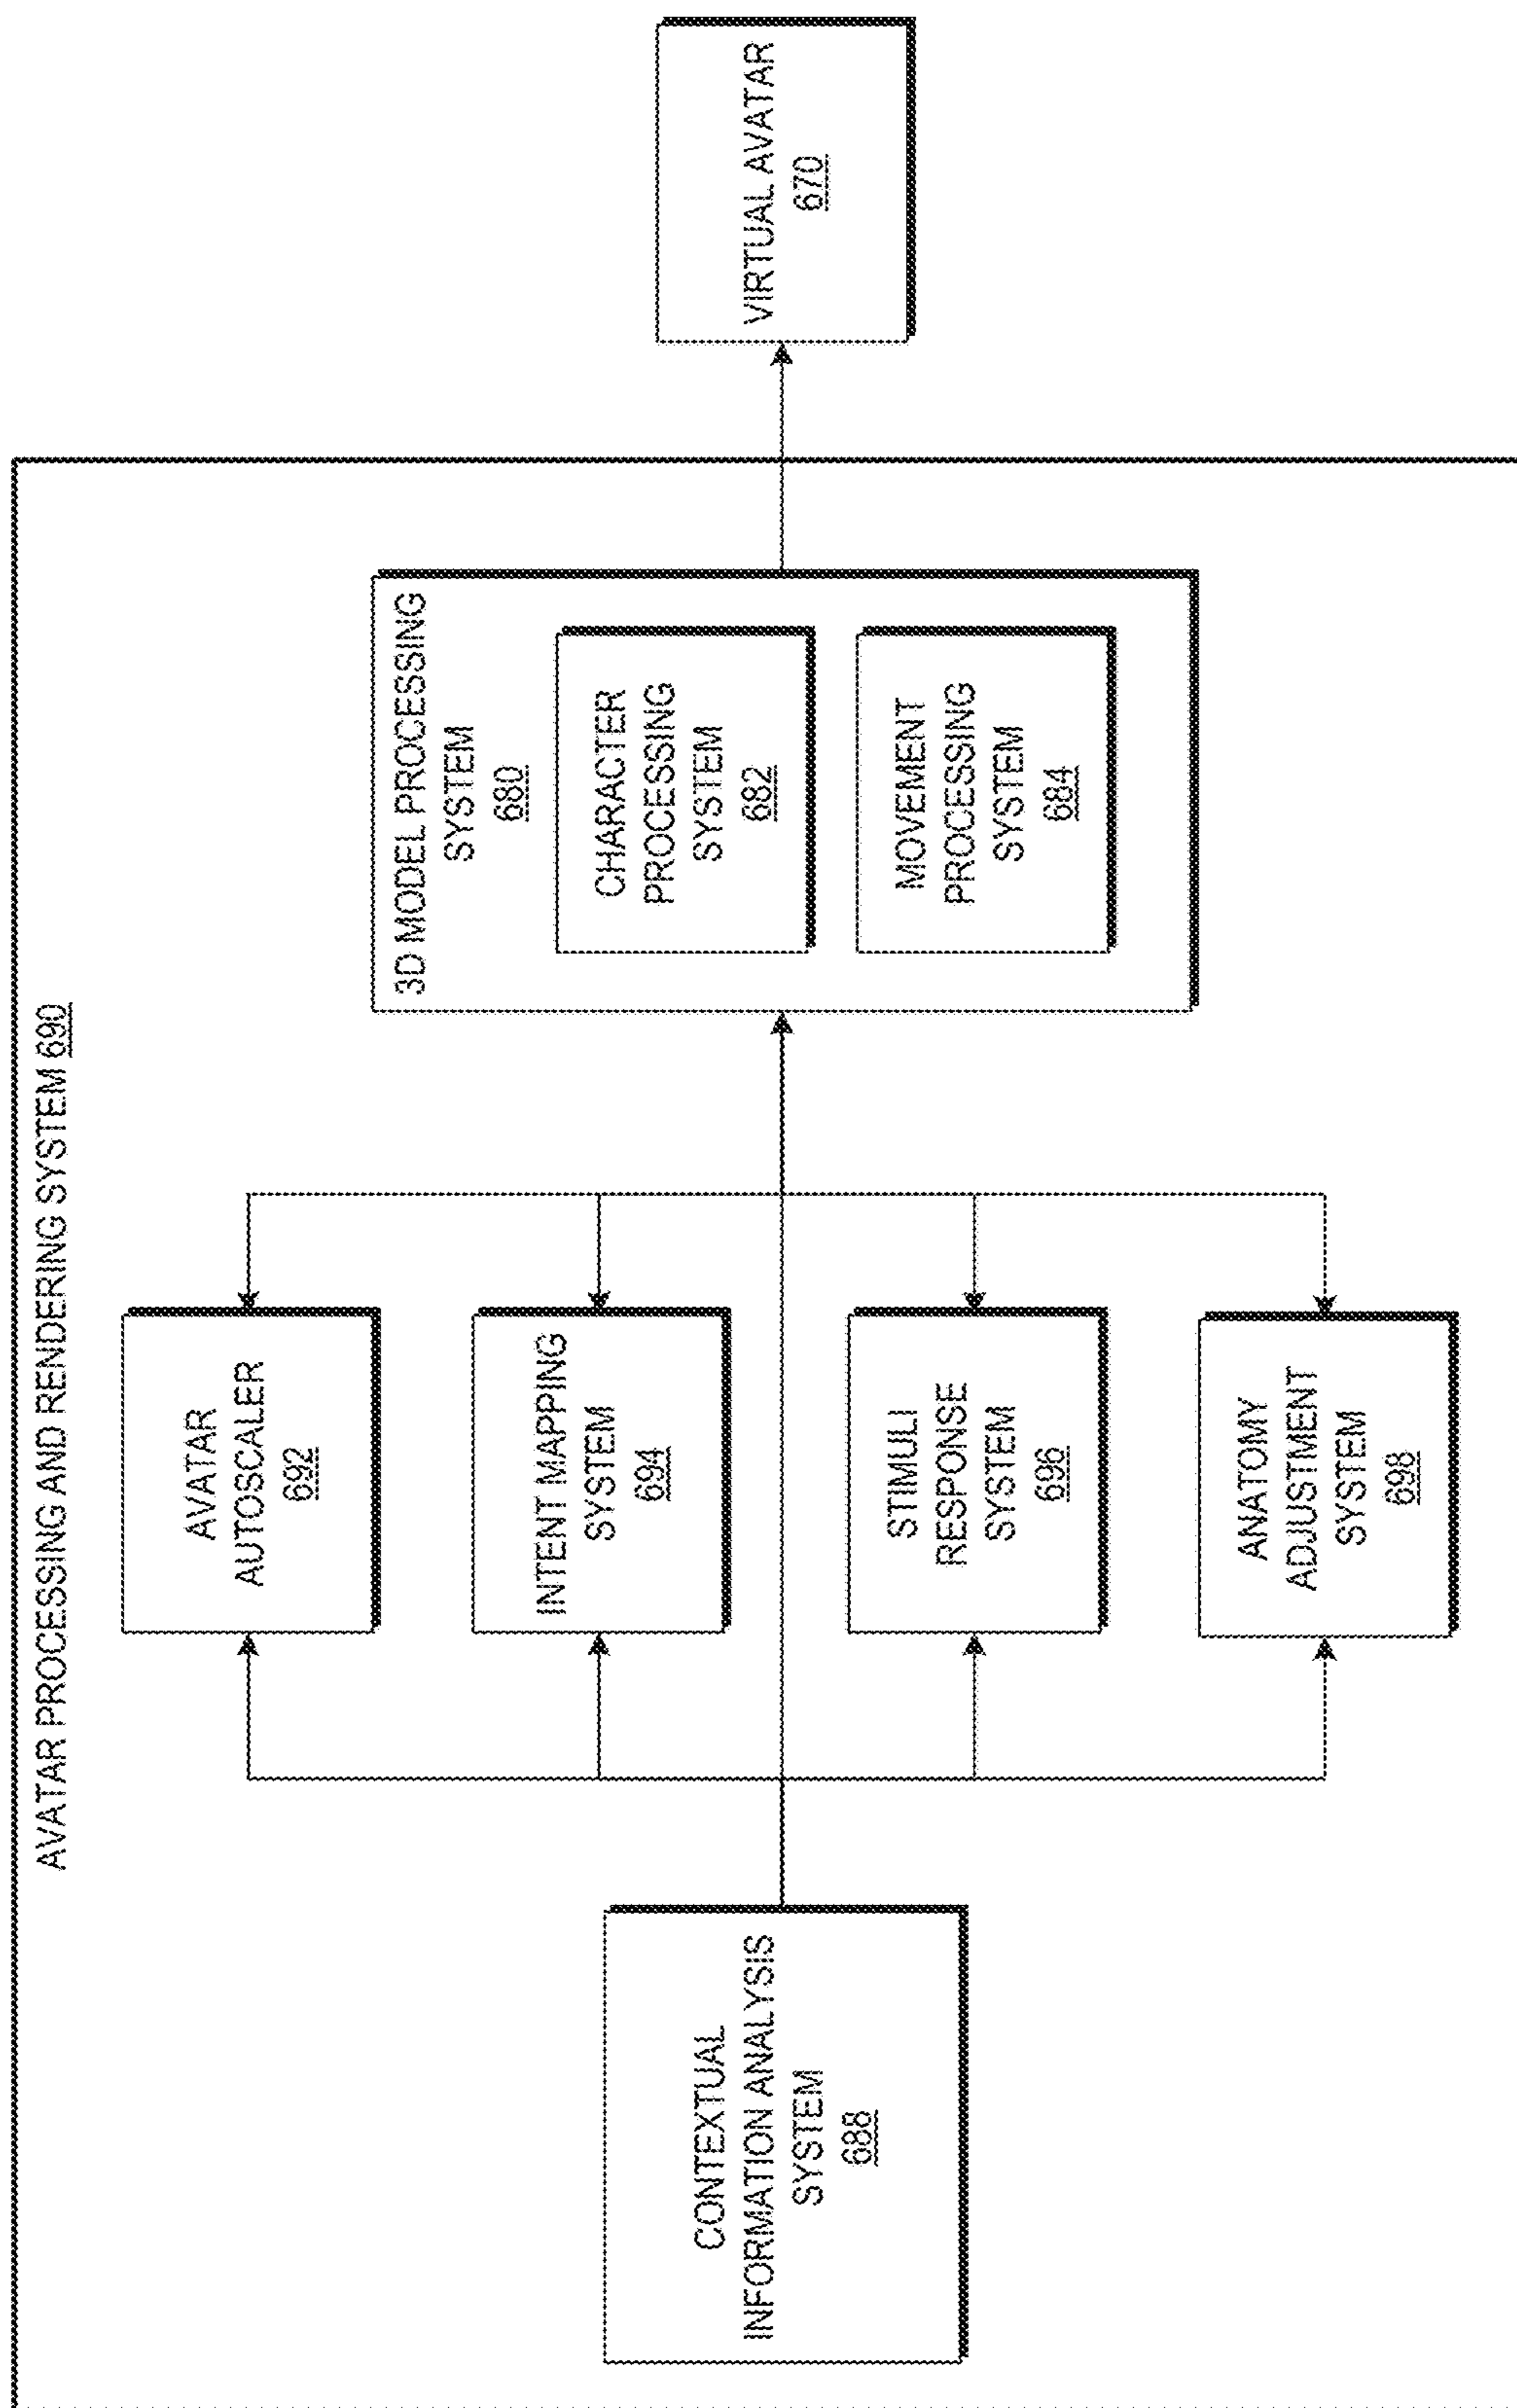 AVATAR PROCESSING AND RENDERING SYSTEM 690
CONTEXTUAL
INFORMATION ANALYSIS
SYSTEM
688
AVATAR
AUTOSCALER
692
INTENT MAPPING
SYSTEM
694
STIMULI
RESPONSE
SYSTEM
696
ANATOMY
ADJUSTMENT
SYSTEM
698
3D MODEL PROCESSING
SYSTEM
680
CHARACTER
PROCESSING
SYSTEM
682
MOVEMENT
PROCESSING
SYSTEM
684
VIRTUAL AVATAR
670